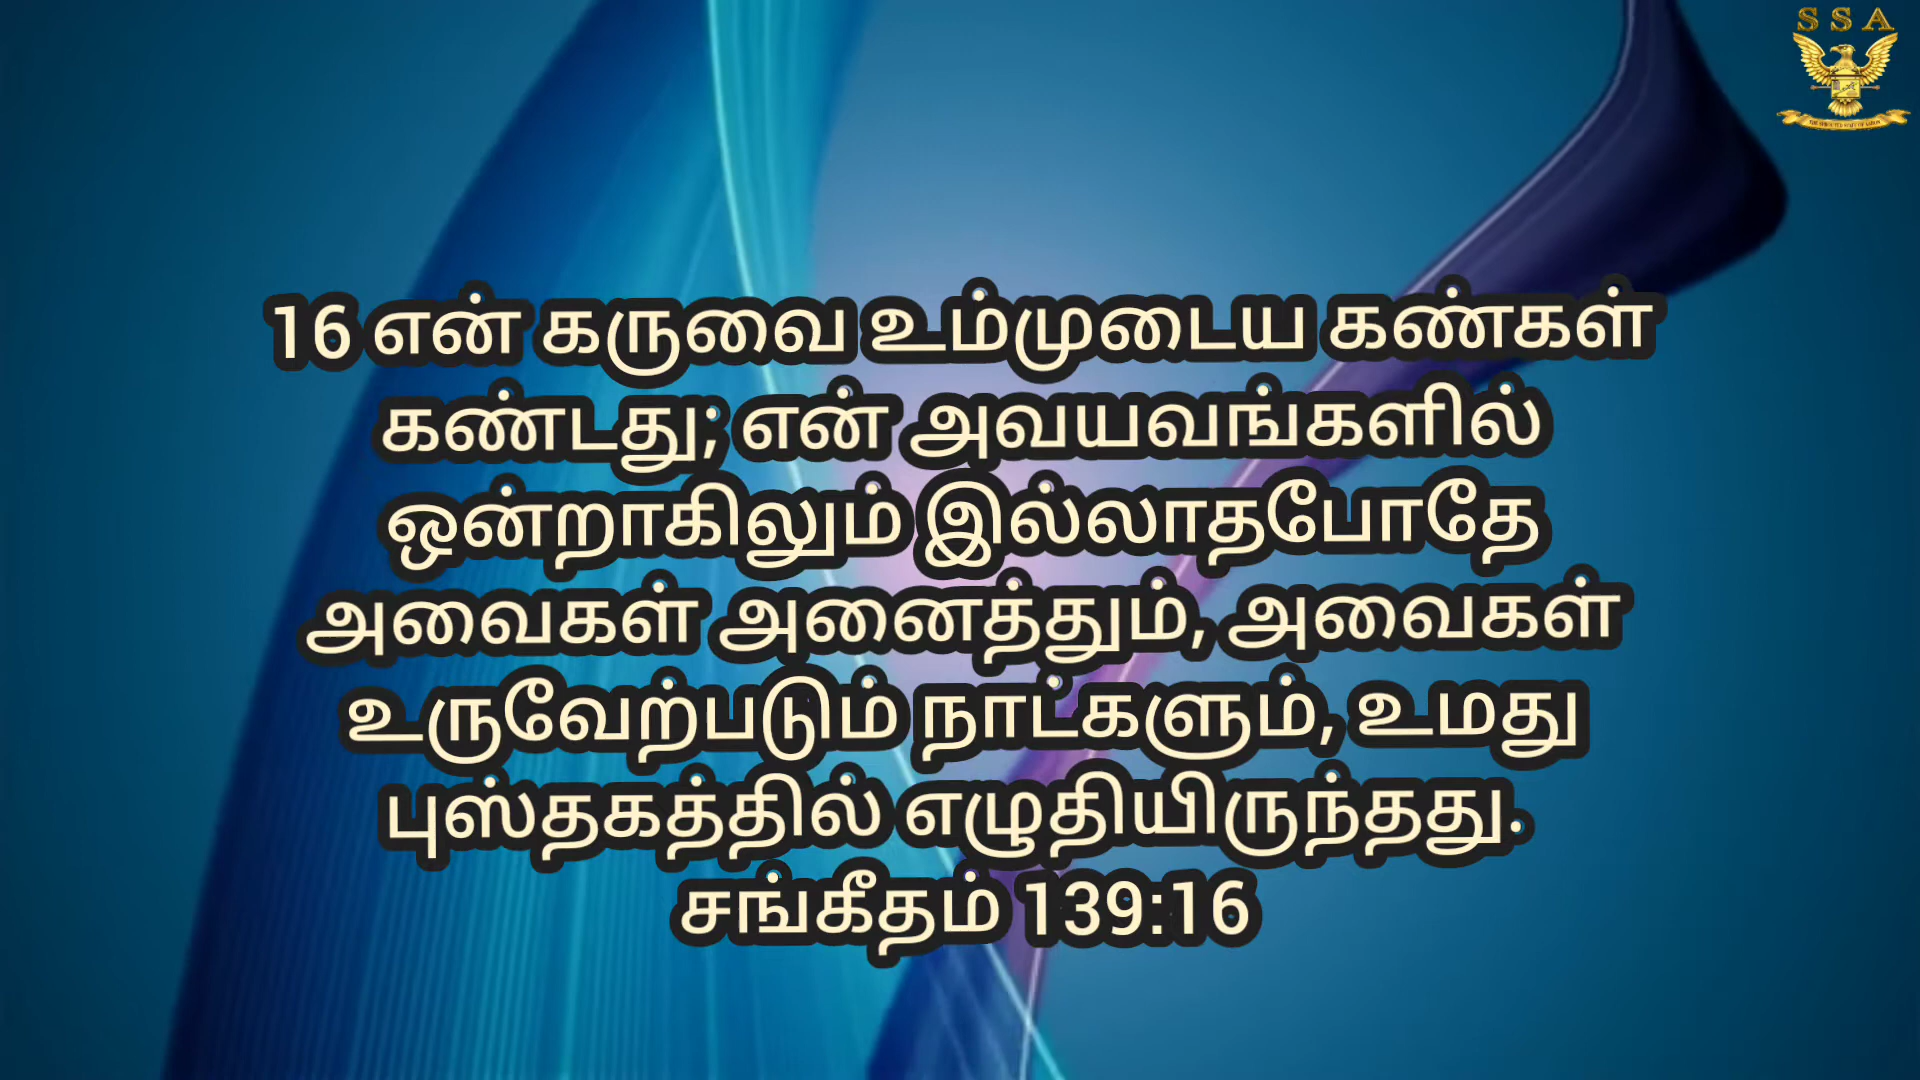 S S A
16 என் கருவை உம்முடைய கண்கள்
கண்டது; என் அவயவங்களில்
ஒன்றாகிலும் இல்லாதபோதே
அவைகள் அனைத்தும், அவைகள்
உருவேற்படும் நாட்களும், உமது
புஸ்தகத்தில் எழுதியிருந்தது.
சங்கீதம் 139:16